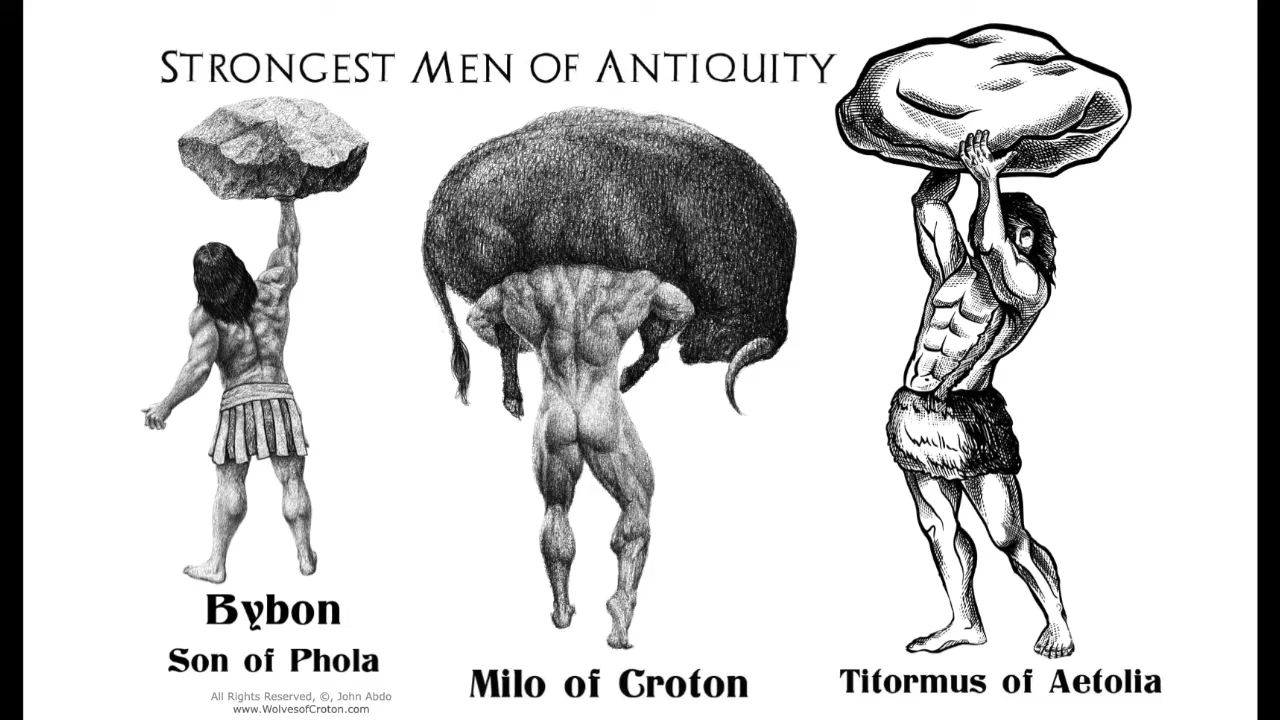 STRONGEST MEN OF ANTIQUITY
Bybon
Son of Phola
All Rights Reserved, ©, John Abdo
www.WolvesofCroton.com
Milo of Croton
Titormus of Aetolia